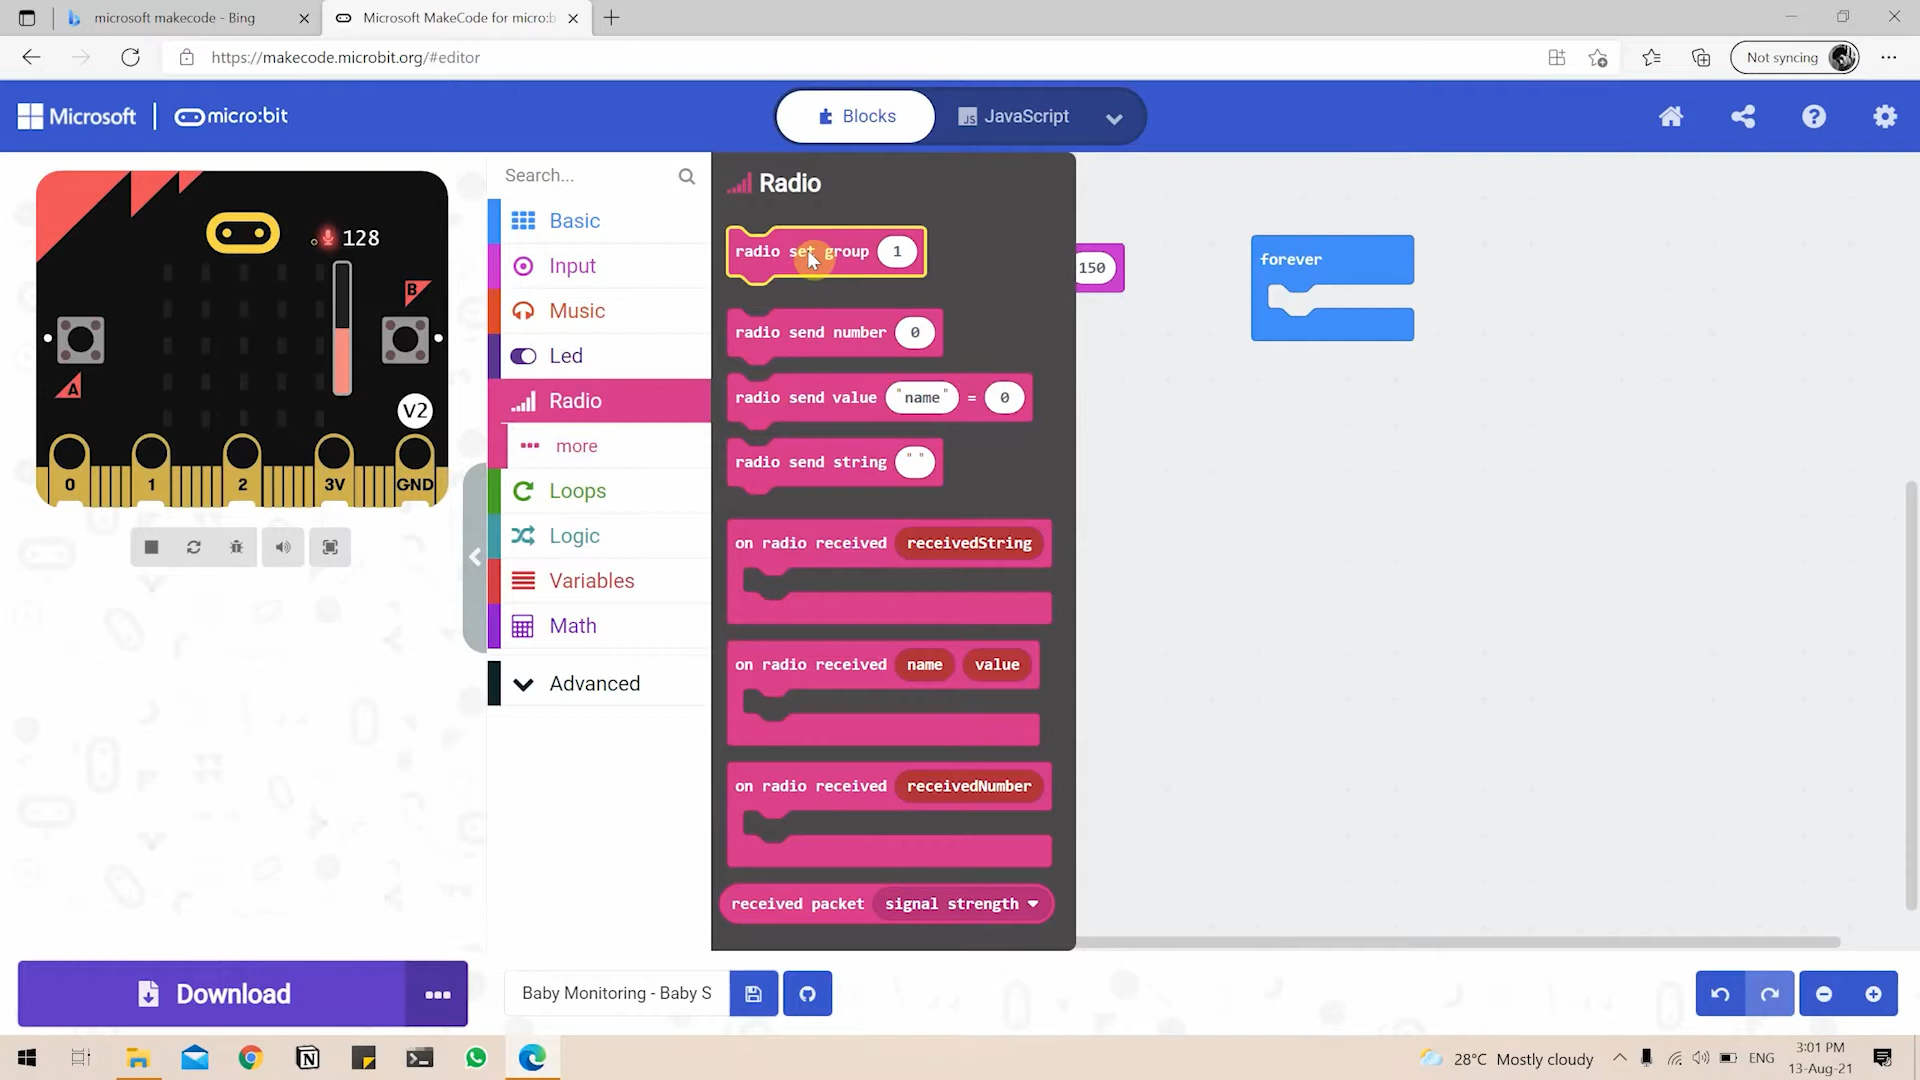 microsoft makecode - Bing
Microsoft MakeCode for micro:b
https://makecode.microbit.org/#editor
Not syncing
Microsoft
micro:bit
Blocks
JS JavaScript
128
B
A
V2
0 1 2 3V GND
Search...
Basic
Input
Music
Led
Radio
more
Loops
Logic
Variables
Math
Advanced
Radio
radio set group 1
radio send number 0
radio send value "name" = 0
radio send string " "
on radio received receivedString
on radio received name value
on radio received receivedNumber
received packet signal strength
150
forever
Download
Baby Monitoring - Baby S
28°C Mostly cloudy
ENG
3:01 PM
13-Aug-21